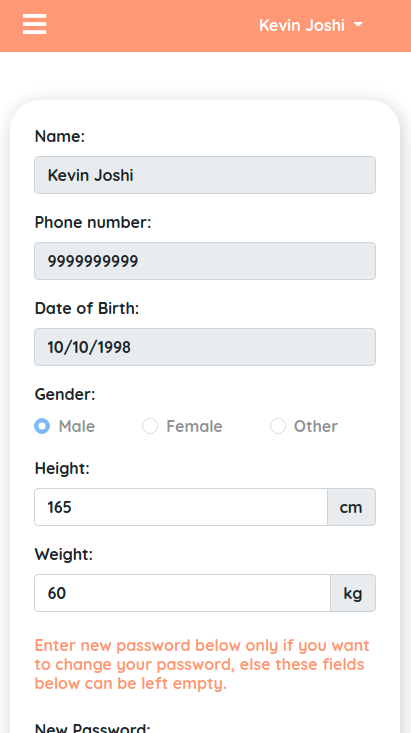 Kevin Joshi
Name:
Kevin Joshi
Phone number:
9999999999
Date of Birth:
10/10/1998
Gender:
Male Female Other
Height:
165 cm
Weight:
60 kg
Enter new password below only if you want
to change your password, else these fields
below can be left empty.
New Password: